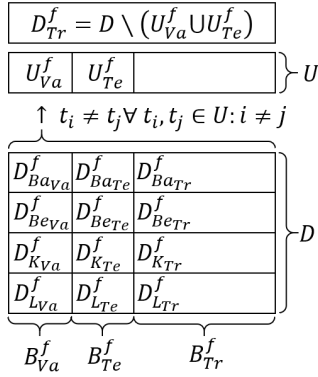 D^f_{Tr} = D \ (U^f_{Va} ⋃ U^f_{Te})
U^f_{Va} U^f_{Te} U
↑ t_i ≠ t_j ∀ t_i, t_j ∈ U: i ≠ j
D^f_{Ba_{Va}} D^f_{Ba_{Te}} D^f_{Ba_{Tr}}
D^f_{Be_{Va}} D^f_{Be_{Te}} D^f_{Be_{Tr}}
D
D^f_{K_{Va}} D^f_{K_{Te}} D^f_{K_{Tr}}
D^f_{L_{Va}} D^f_{L_{Te}} D^f_{L_{Tr}}
B^f_{Va} B^f_{Te} B^f_{Tr}